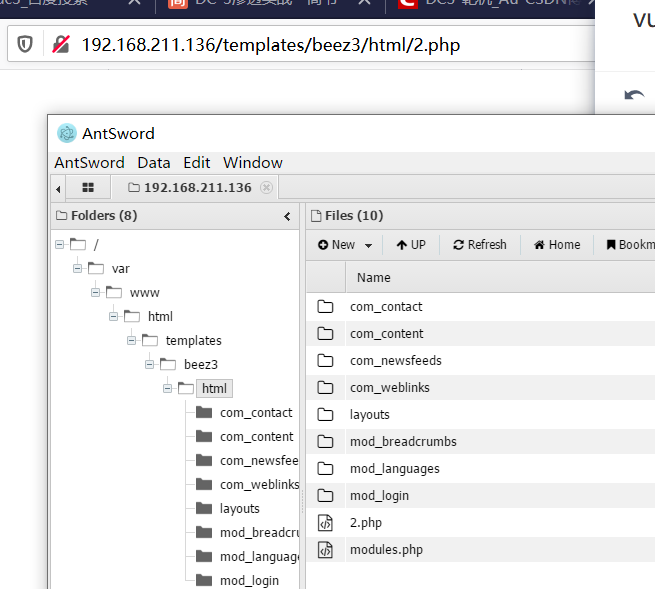 192.168.211.136/templates/beez3/html/2.php
AntSword
AntSword Data Edit Window
192.168.211.136
Folders (8)
/
var
www
html
templates
beez3
html
com_contact
com_content
com_newsfee
com_weblinks
layouts
mod_breadcru
mod_language
mod_login
Files (10)
New UP Refresh Home Bookm
Name
com_contact
com_content
com_newsfeeds
com_weblinks
layouts
mod_breadcrumbs
mod_languages
mod_login
2.php
modules.php